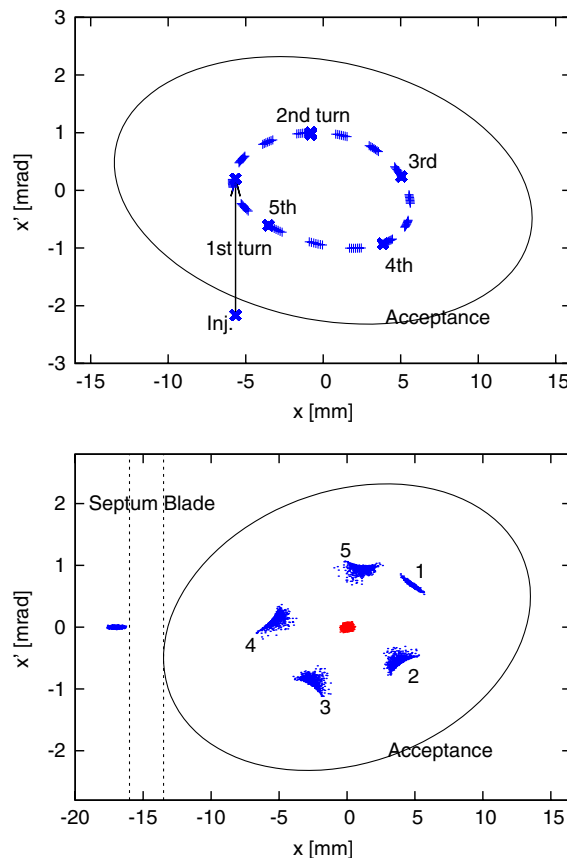 3
2
1
0
-1
-2
-3
x' [mrad]
2nd turn
3rd
5th
1st turn
4th
Inj.
Acceptance
-15 -10 -5 0 5 10 15
x [mm]
2
1
0
-1
-2
x' [mrad]
Septum Blade
5
1
4
2
3
Acceptance
-20 -15 -10 -5 0 5 10 15
x [mm]